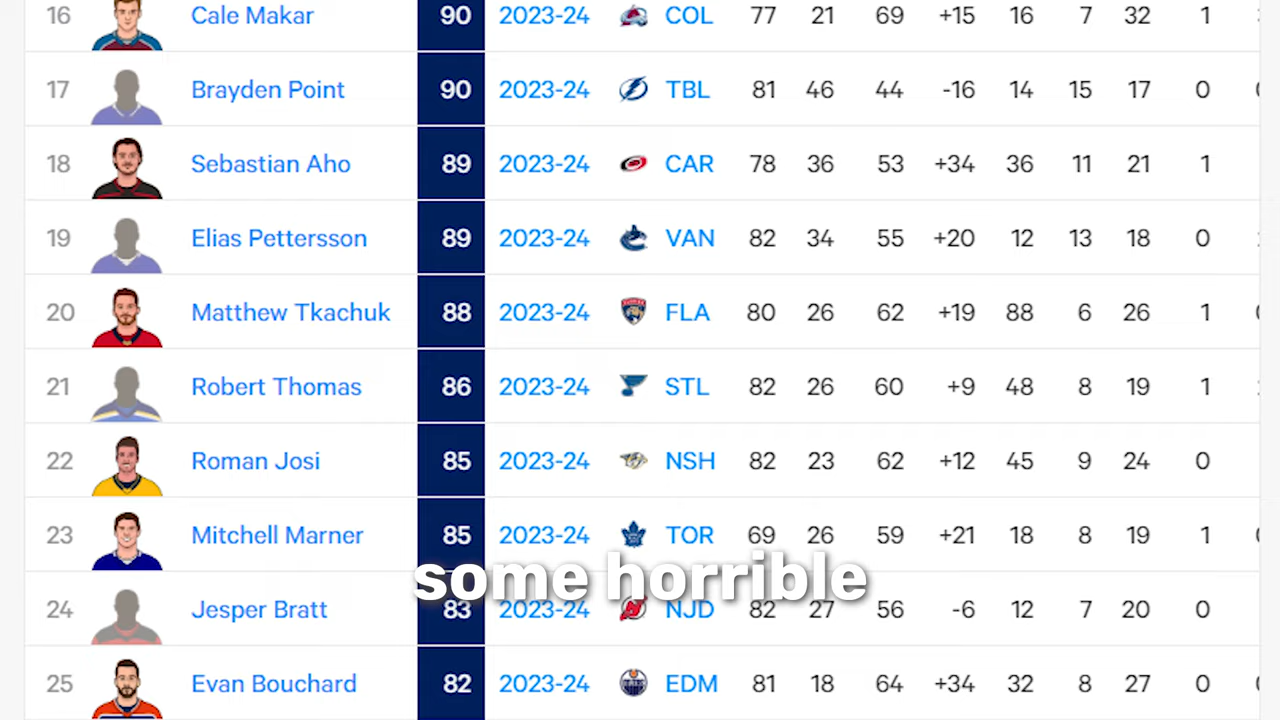 16 Cale Makar 90 2023-24 COL 77 21 69 +15 16 7 32 1
17 Brayden Point 90 2023-24 TBL 81 46 44 -16 14 15 17 0
18 Sebastian Aho 89 2023-24 CAR 78 36 53 +34 36 11 21 1
19 Elias Pettersson 89 2023-24 VAN 82 34 55 +20 12 13 18 0
20 Matthew Tkachuk 88 2023-24 FLA 80 26 62 +19 88 6 26 1
21 Robert Thomas 86 2023-24 STL 82 26 60 +9 48 8 19 1
22 Roman Josi 85 2023-24 NSH 82 23 62 +12 45 9 24 0
23 Mitchell Marner 85 2023-24 TOR 69 26 59 +21 18 8 19 1
some horrible
24 Jesper Bratt 83 2023-24 NJD 82 27 56 -6 12 7 20 0
25 Evan Bouchard 82 2023-24 EDM 81 18 64 +34 32 8 27 0